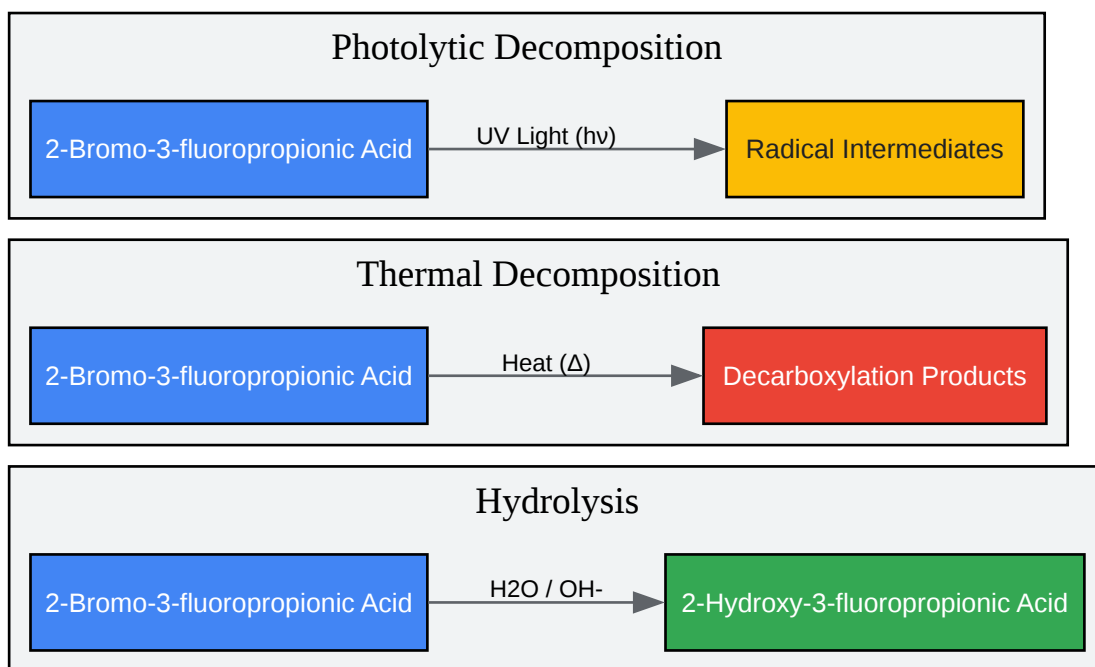 Photolytic Decomposition
2-Bromo-3-fluoropropionic Acid
UV Light (hν)
Radical Intermediates
Thermal Decomposition
2-Bromo-3-fluoropropionic Acid
Heat (Δ)
Decarboxylation Products
Hydrolysis
2-Bromo-3-fluoropropionic Acid
H2O / OH-
2-Hydroxy-3-fluoropropionic Acid